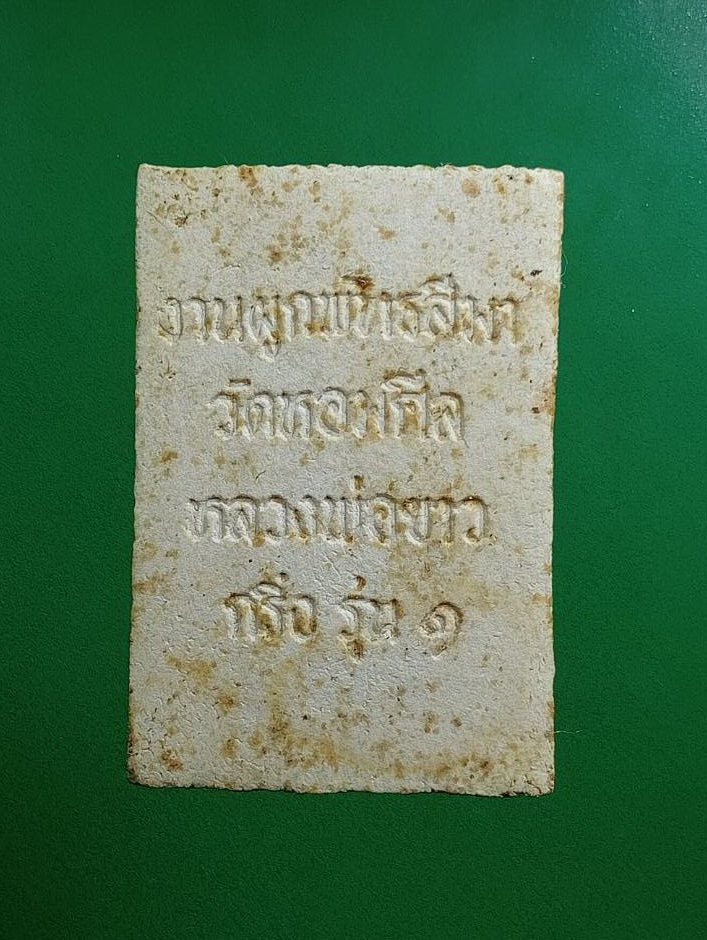 งานผูกพัทธสีมา
วัดหอมศีล
หลวงพ่อขาว
กริ่ง รุ่น ๑